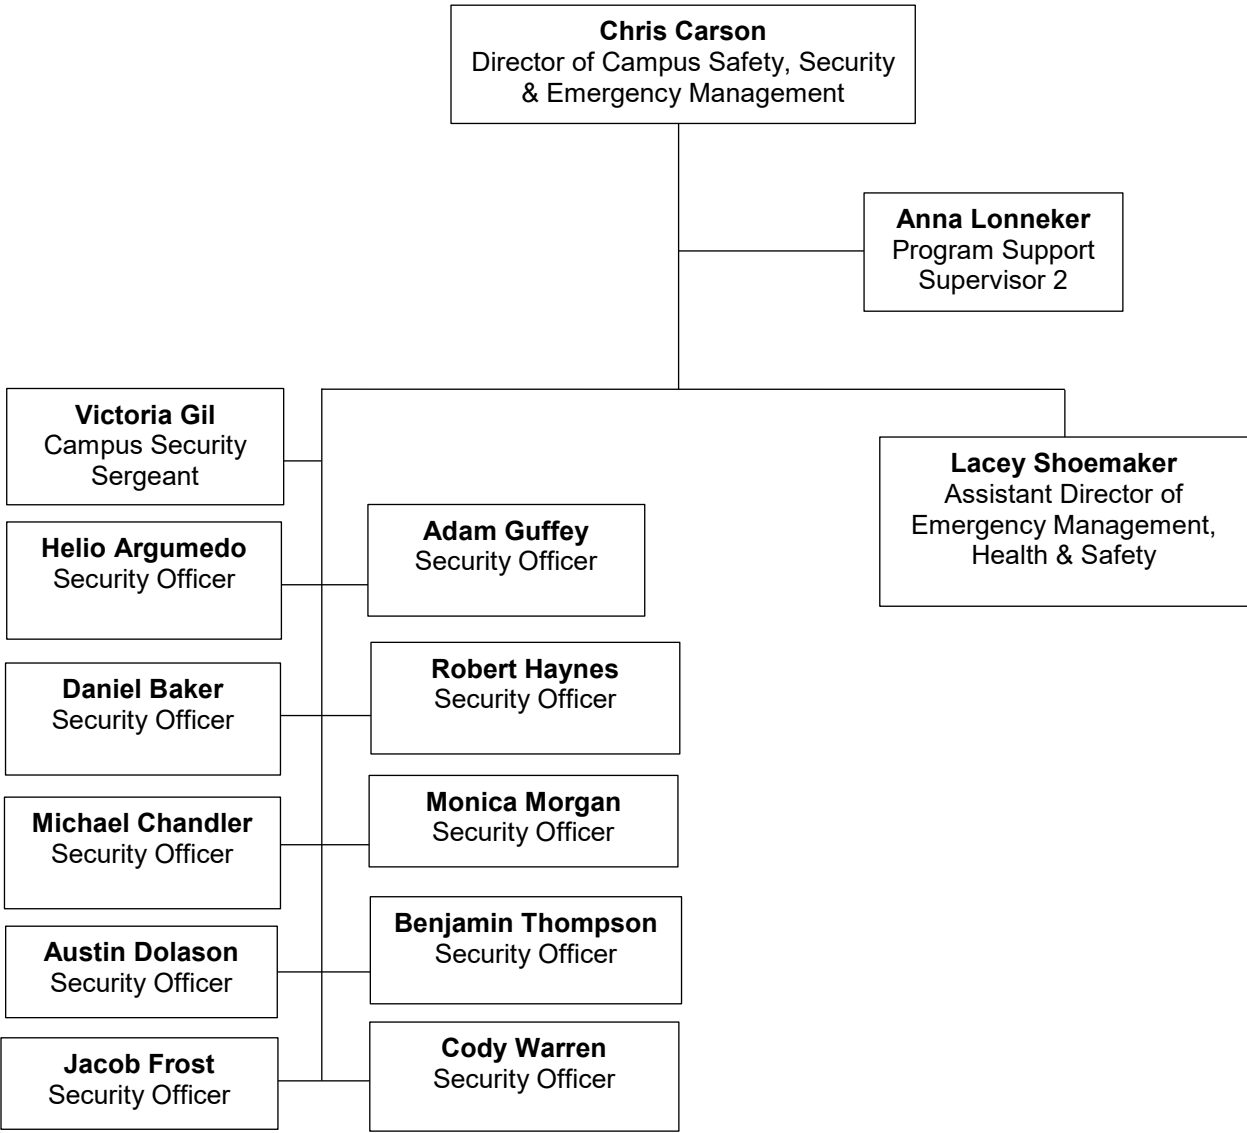 Chris Carson
Director of Campus Safety, Security
& Emergency Management
Anna Lonneker
Program Support
Supervisor 2
Victoria Gil
Campus Security
Sergeant
Lacey Shoemaker
Assistant Director of
Emergency Management,
Health & Safety
Helio Argumedo
Security Officer
Adam Guffey
Security Officer
Daniel Baker
Security Officer
Robert Haynes
Security Officer
Michael Chandler
Security Officer
Monica Morgan
Security Officer
Austin Dolason
Security Officer
Benjamin Thompson
Security Officer
Jacob Frost
Security Officer
Cody Warren
Security Officer